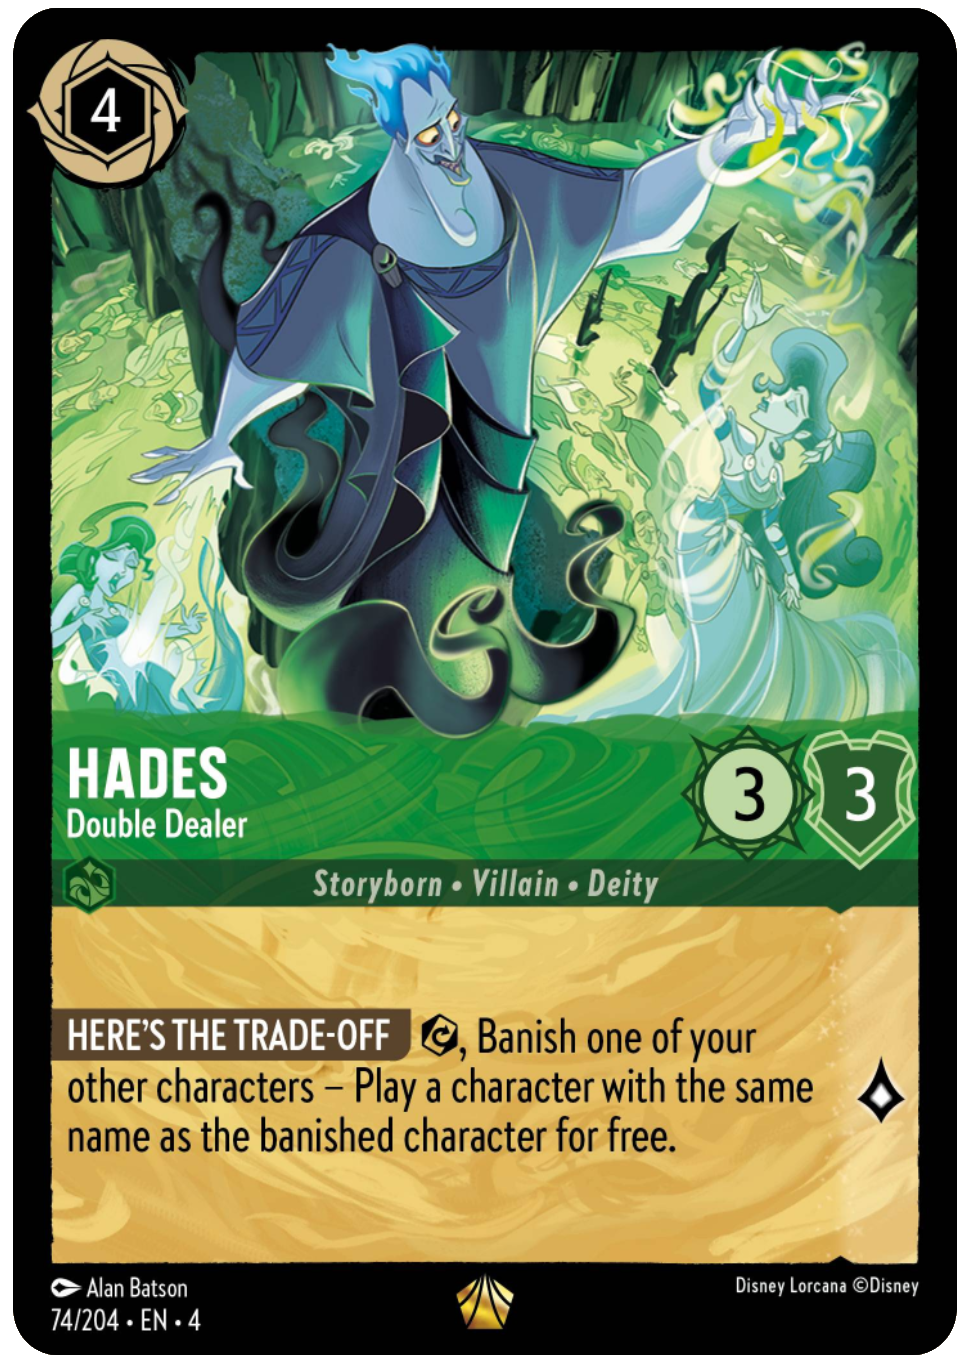 4
HADES
Double Dealer
3
3
Storyborn • Villain • Deity
HERE'S THE TRADE-OFF , Banish one of your
other characters – Play a character with the same
name as the banished character for free.
Alan Batson
Disney Lorcana ©Disney
74/204 • EN • 4